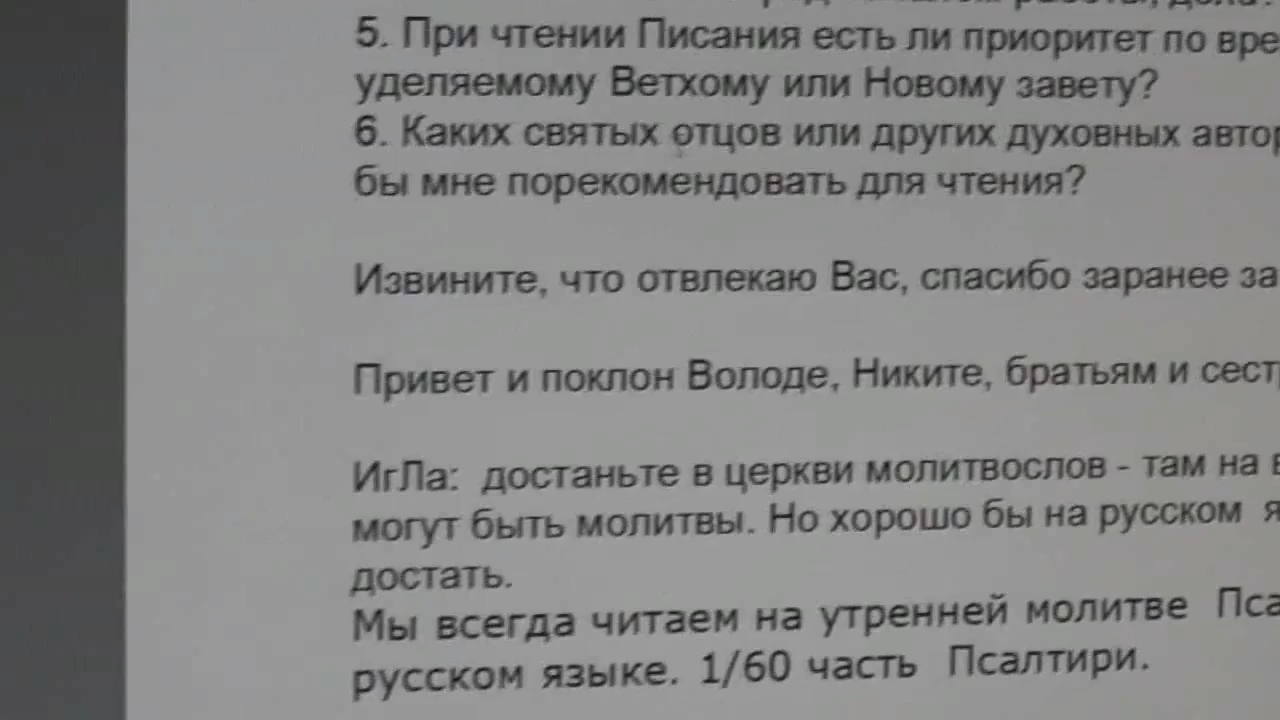 5. При чтении Писания есть ли приоритет по вре
уделяемому Ветхому или Новому завету?
6. Каких святых отцов или других духовных автор
бы мне порекомендовать для чтения?
Извините, что отвлекаю Вас, спасибо заранее за
Привет и поклон Володе, Никите, братьям и сест
ИгЛа: достаньте в церкви молитвослов - там на в
могут быть молитвы. Но хорошо бы на русском я
достать.
Мы всегда читаем на утренней молитве Пса
русском языке. 1/60 часть Псалтири.